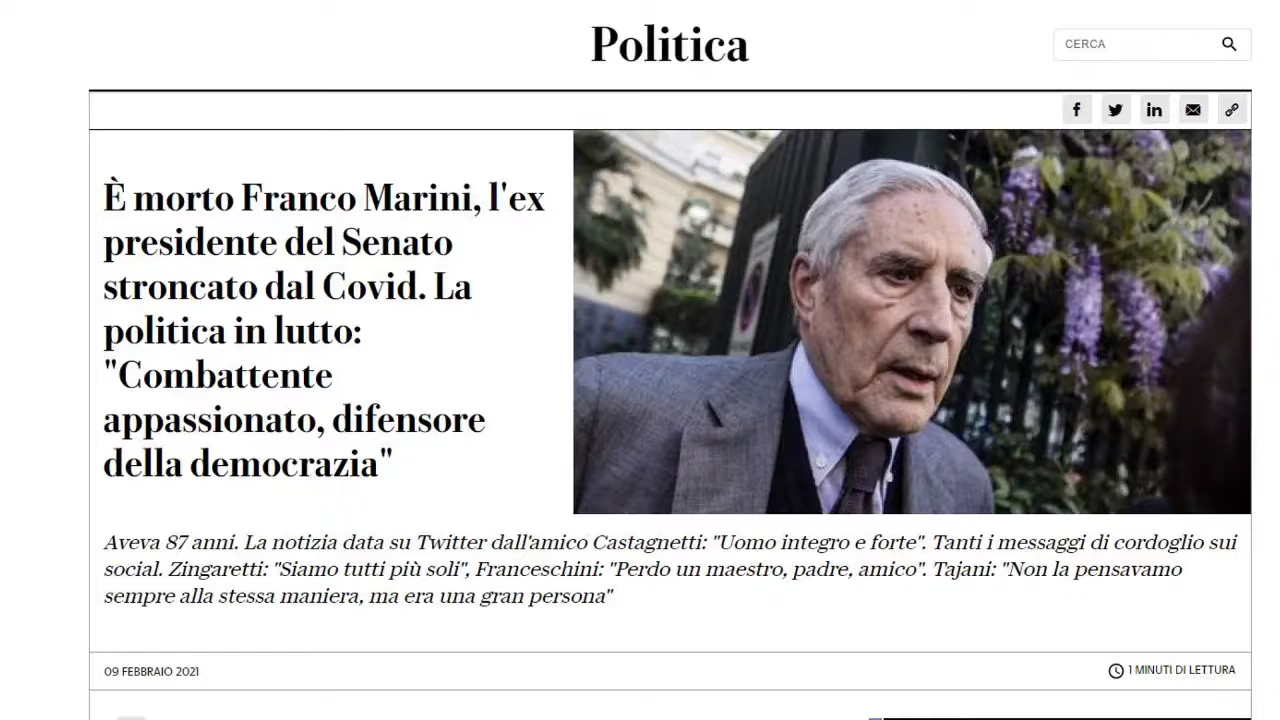 Politica
CERCA
È morto Franco Marini, l'ex
presidente del Senato
stroncato dal Covid. La
politica in lutto:
"Combattente
appassionato, difensore
della democrazia"
Aveva 87 anni. La notizia data su Twitter dall'amico Castagnetti: "Uomo integro e forte". Tanti i messaggi di cordoglio sui
social. Zingaretti: "Siamo tutti più soli", Franceschini: "Perdo un maestro, padre, amico". Tajani: "Non la pensavamo
sempre alla stessa maniera, ma era una gran persona"
09 FEBBRAIO 2021
1 MINUTI DI LETTURA